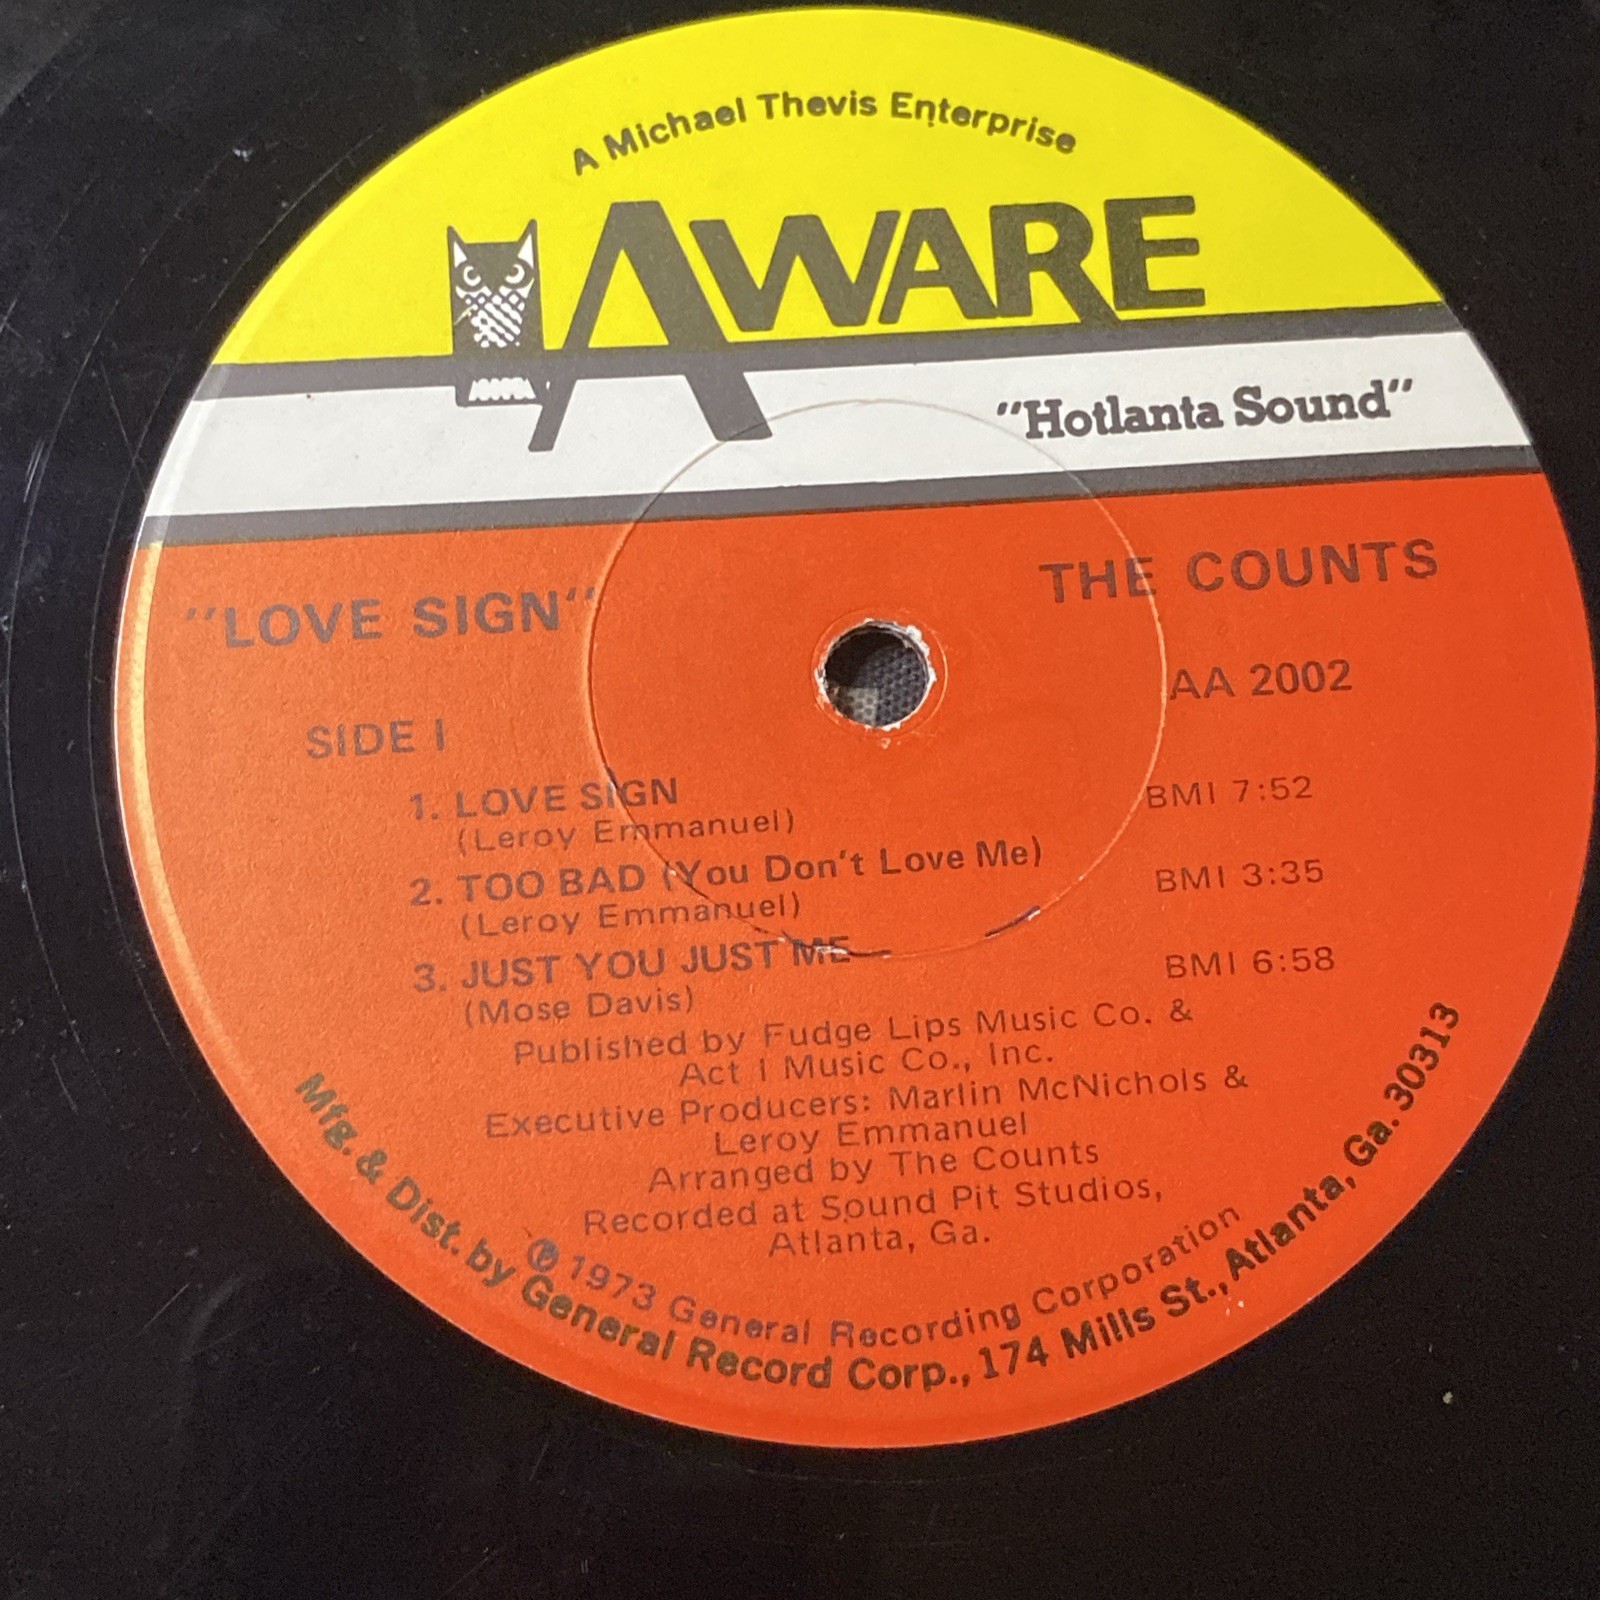 A Michael Thevis Enterprise
AWARE
"Hotlanta Sound"
"LOVE SIGN"
THE COUNTS
AA 2002
SIDE I
1. LOVE SIGN BMI 7:52
(Leroy Emmanuel)
2. TOO BAD (You Don't Love Me) BMI 3:35
(Leroy Emmanuel)
3. JUST YOU JUST ME BMI 6:58
(Mose Davis)
Published by Fudge Lips Music Co. &
Act I Music Co., Inc.
Executive Producers: Marlin McNichols &
Leroy Emmanuel
Arranged by The Counts
Recorded at Sound Pit Studios,
Atlanta, Ga.
℗ 1973 General Recording Corporation
Mfg. & Dist. by General Record Corp., 174 Mills St., Atlanta, Ga. 30313